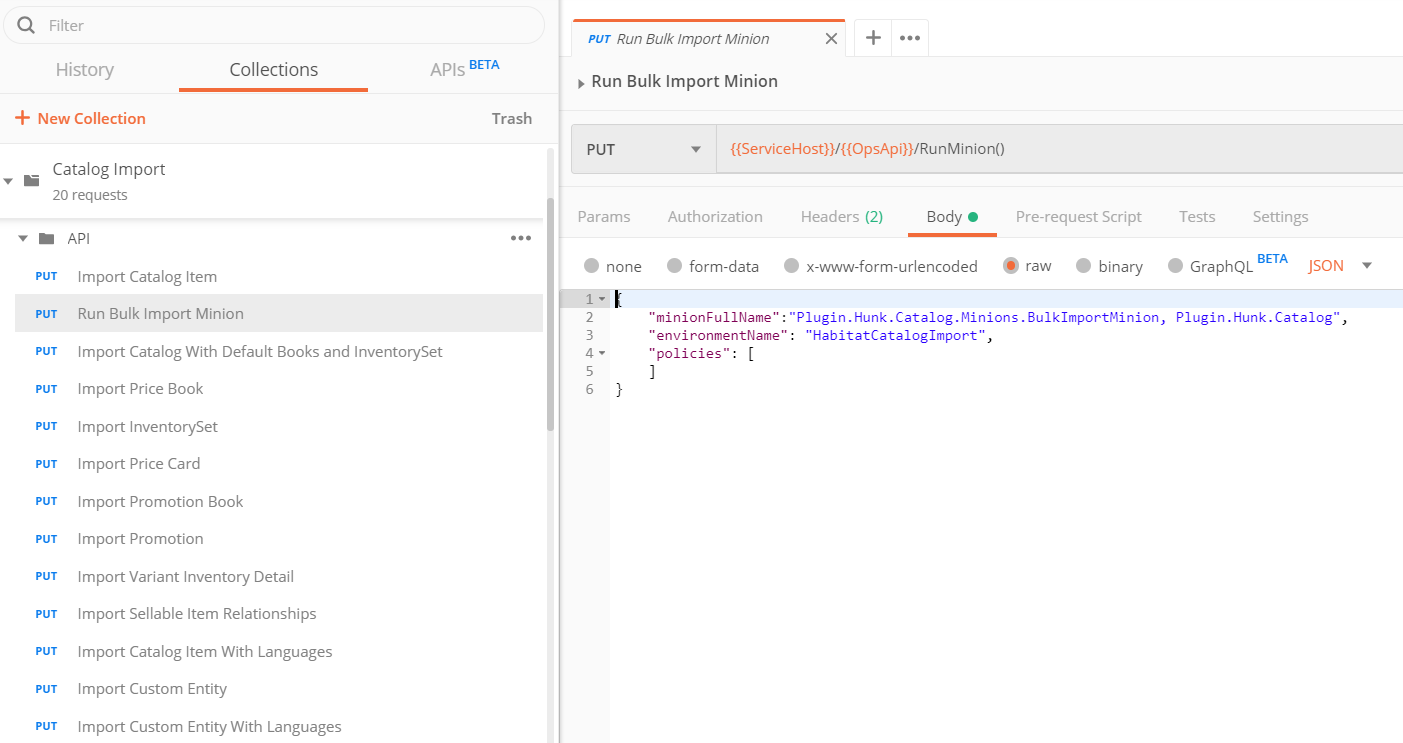 Filter
History
Collections
APIs BETA
+ New Collection
Trash
Catalog Import
20 requests
API
PUT Import Catalog Item
PUT Run Bulk Import Minion
PUT Import Catalog With Default Books and InventorySet
PUT Import Price Book
PUT Import InventorySet
PUT Import Price Card
PUT Import Promotion Book
PUT Import Promotion
PUT Import Variant Inventory Detail
PUT Import Sellable Item Relationships
PUT Import Catalog Item With Languages
PUT Import Custom Entity
PUT Import Custom Entity With Languages
PUT Run Bulk Import Minion
Run Bulk Import Minion
PUT
{{ServiceHost}}/{{OpsApi}}/RunMinion()
Params Authorization Headers (2) Body Pre-request Script Tests Settings
none form-data x-www-form-urlencoded raw binary GraphQL BETA JSON
1 {
2 "minionFullName":"Plugin.Hunk.Catalog.Minions.BulkImportMinion, Plugin.Hunk.Catalog",
3 "environmentName": "HabitatCatalogImport",
4 "policies": [
5 ]
6 }